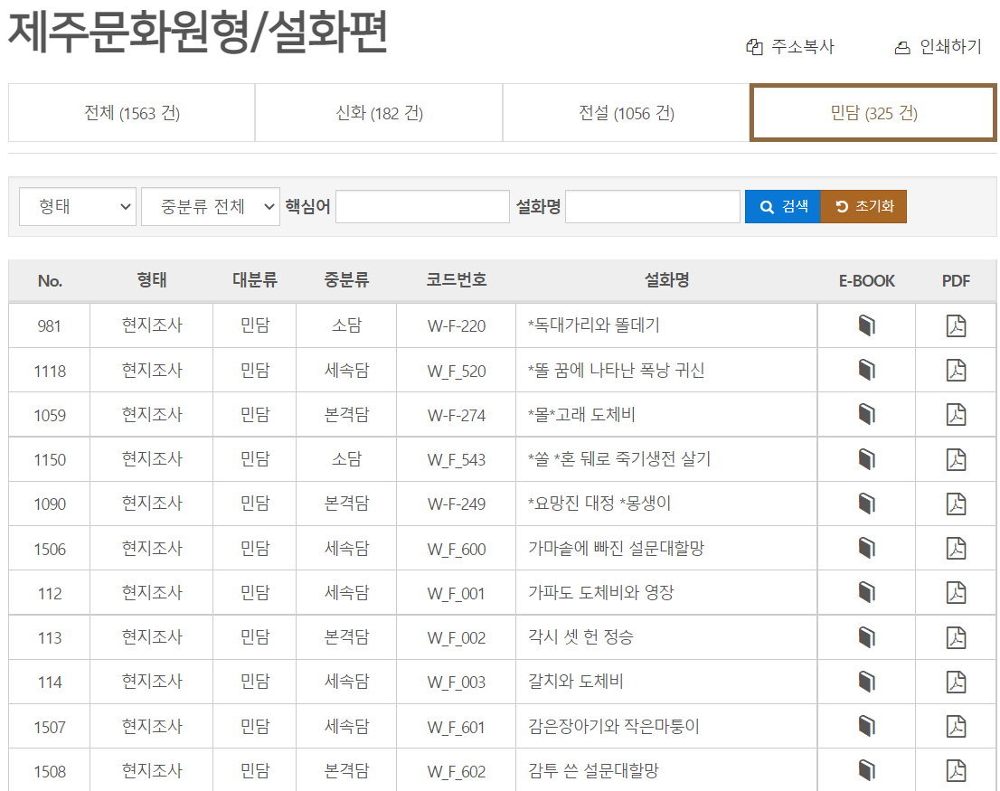 제주문화원형/설화편
주소복사 인쇄하기
전체 (1563 건) 신화 (182 건) 전설 (1056 건) 민담 (325 건)
형태 중분류 전체 핵심어 설화명 검색 초기화
No. 형태 대분류 중분류 코드번호 설화명 E-BOOK PDF
981 현지조사 민담 소담 W-F-220 *독대가리와 똘데기
1118 현지조사 민담 세속담 W_F_520 *똘 꿈에 나타난 폭낭 귀신
1059 현지조사 민담 본격담 W-F-274 *몰*고래 도체비
1150 현지조사 민담 소담 W_F_543 *쏠 *혼 뒈로 죽기생전 살기
1090 현지조사 민담 본격담 W-F-249 *요망진 대정 *몽생이
1506 현지조사 민담 세속담 W_F_600 가마솥에 빠진 설문대할망
112 현지조사 민담 세속담 W_F_001 가파도 도체비와 영장
113 현지조사 민담 본격담 W_F_002 각시 셋 헌 정승
114 현지조사 민담 세속담 W_F_003 갈치와 도체비
1507 현지조사 민담 세속담 W_F_601 감은장아기와 작은마퉁이
1508 현지조사 민담 본격담 W_F_602 감투 쓴 설문대할망